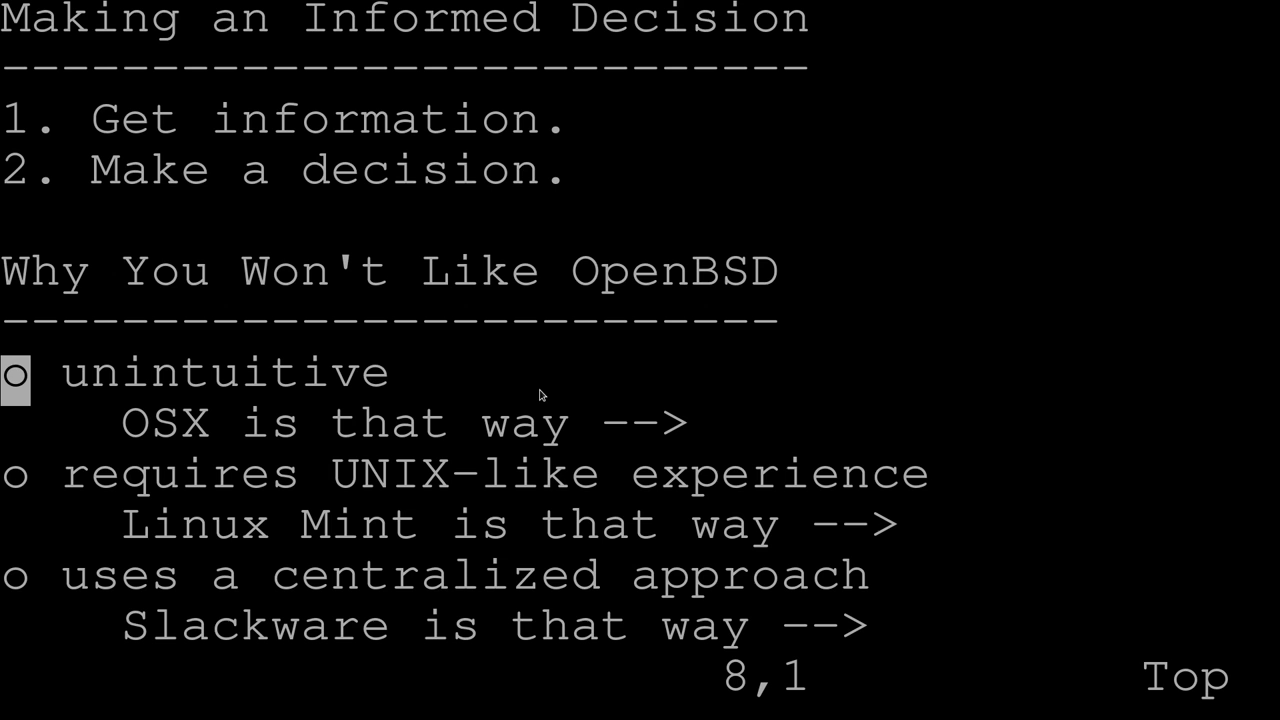 Making an Informed Decision
---------------------------
1. Get information.
2. Make a decision.
Why You Won't Like OpenBSD
--------------------------
o unintuitive
OSX is that way -->
o requires UNIX-like experience
Linux Mint is that way -->
o uses a centralized approach
Slackware is that way -->
8,1 Top